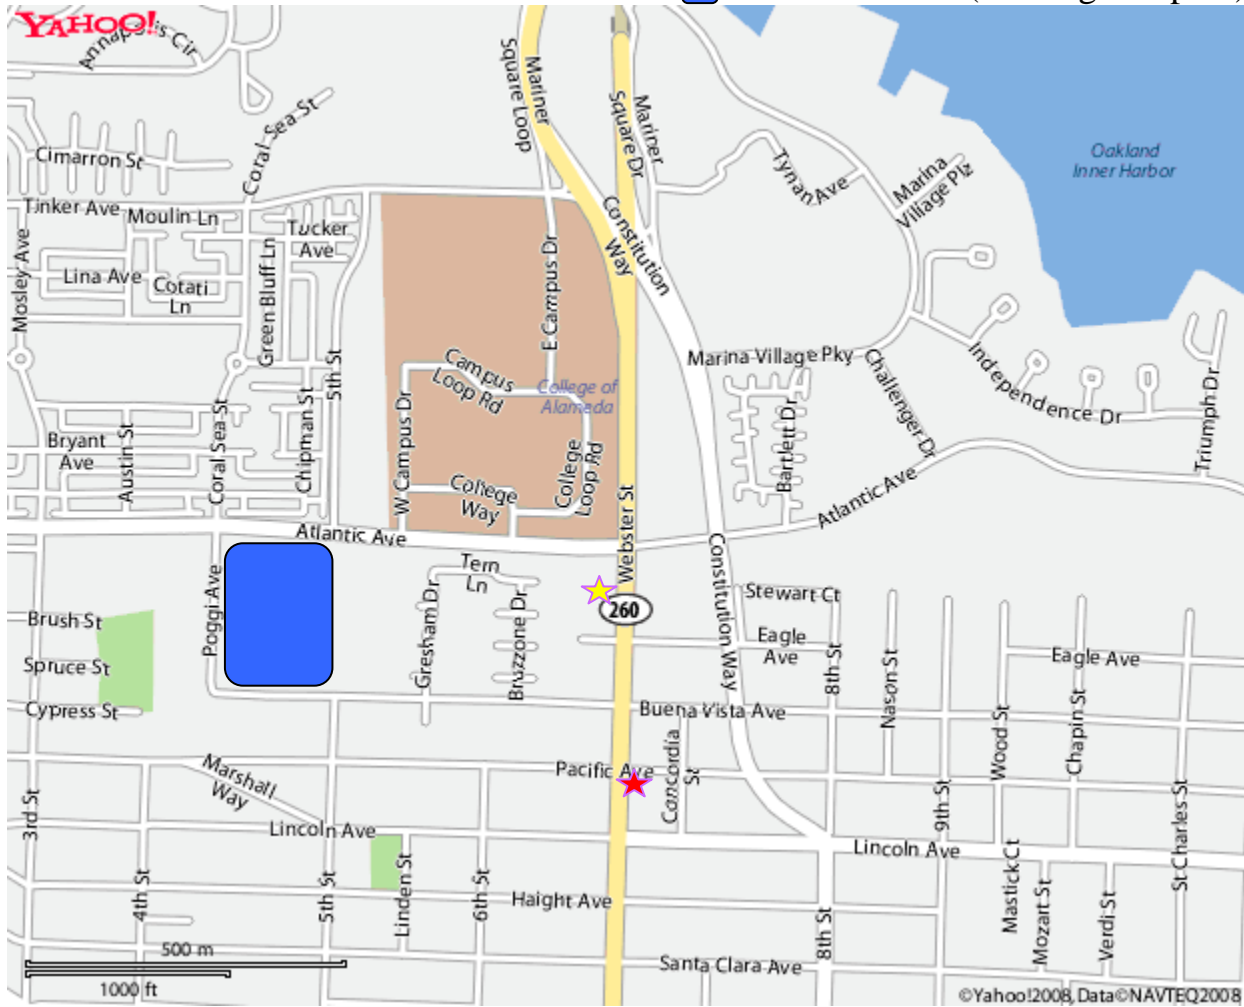 YAHOO!
Annapolis Cir
Mariner
Square Loop
Mariner
Square Dr
Coral Sea St
Cimarron St
Tynan Ave
Marina
Village Plz
Oakland
Inner Harbor
Tinker Ave
Moulin Ln
Tucker
Ave
Constitution
Way
Mosley Ave
Lina Ave
Cotati
Ln
Green Bluff Ln
E Campus Dr
5th St
Campus
Loop Rd
College of
Alameda
Marina Village Pky
Challenger Dr
Independence Dr
Triumph Dr
Bryant
Ave
Austin St
Coral Sea St
Chipman St
W Campus Dr
College
Way
College
Loop Rd
Bartlett Dr
Atlantic Ave
Atlantic Ave
Webster St
Constitution Way
Tern
Ln
260
Stewart Ct
Poggi Ave
Brush St
Spruce St
Cypress St
Gresham Dr
Bruzzone Dr
Eagle
Ave
8th St
Nason St
Eagle Ave
Buena Vista Ave
Wood St
Chapin St
Marshall
Way
Pacific Ave
Concordia
St
3rd St
Lincoln Ave
9th St
Lincoln Ave
St Charles St
4th St
5th St
Linden St
6th St
Haight Ave
8th St
Mastick Ct
Mozart St
Verdi St
500 m
1000 ft
Santa Clara Ave
©Yahoo!2008, Data©NAVTEQ2008